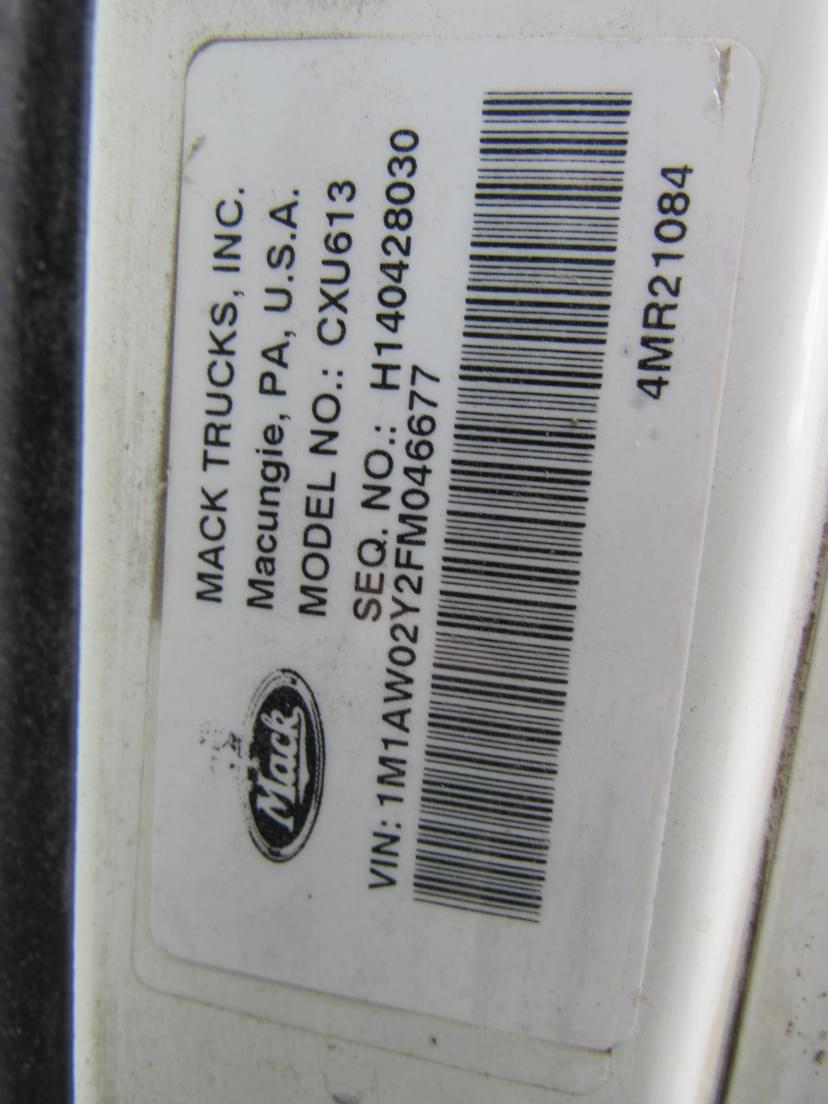 MACK TRUCKS, INC.
Macungie, PA, U.S.A.
MODEL NO.: CXU613
SEQ. NO.: H140428030
Mack
VIN: 1M1AW02Y2FM046677
4MR21084